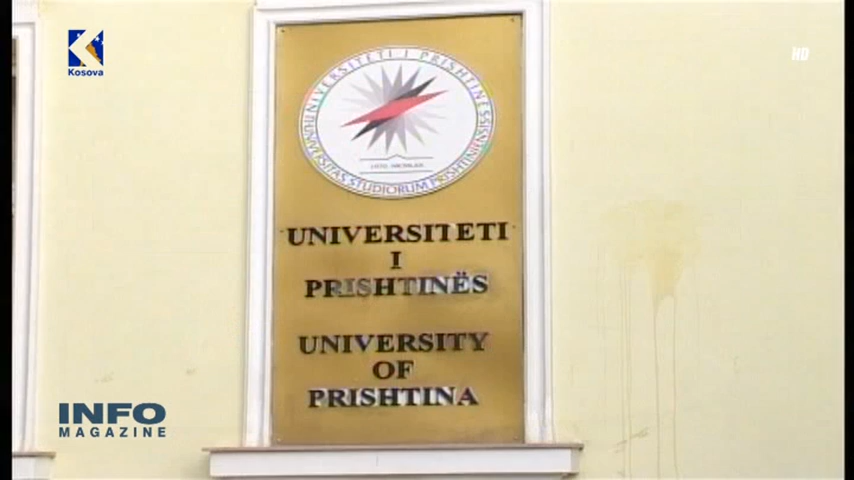 Kosova
HD
UNIVERSITETI I PRISHTINËS
UNIVERSITAS STUDIORUM PRISHTINIENSIS
UNIVERSITETI
I
PRISHTINËS
UNIVERSITY
OF
PRISHTINA
INFO
MAGAZINE